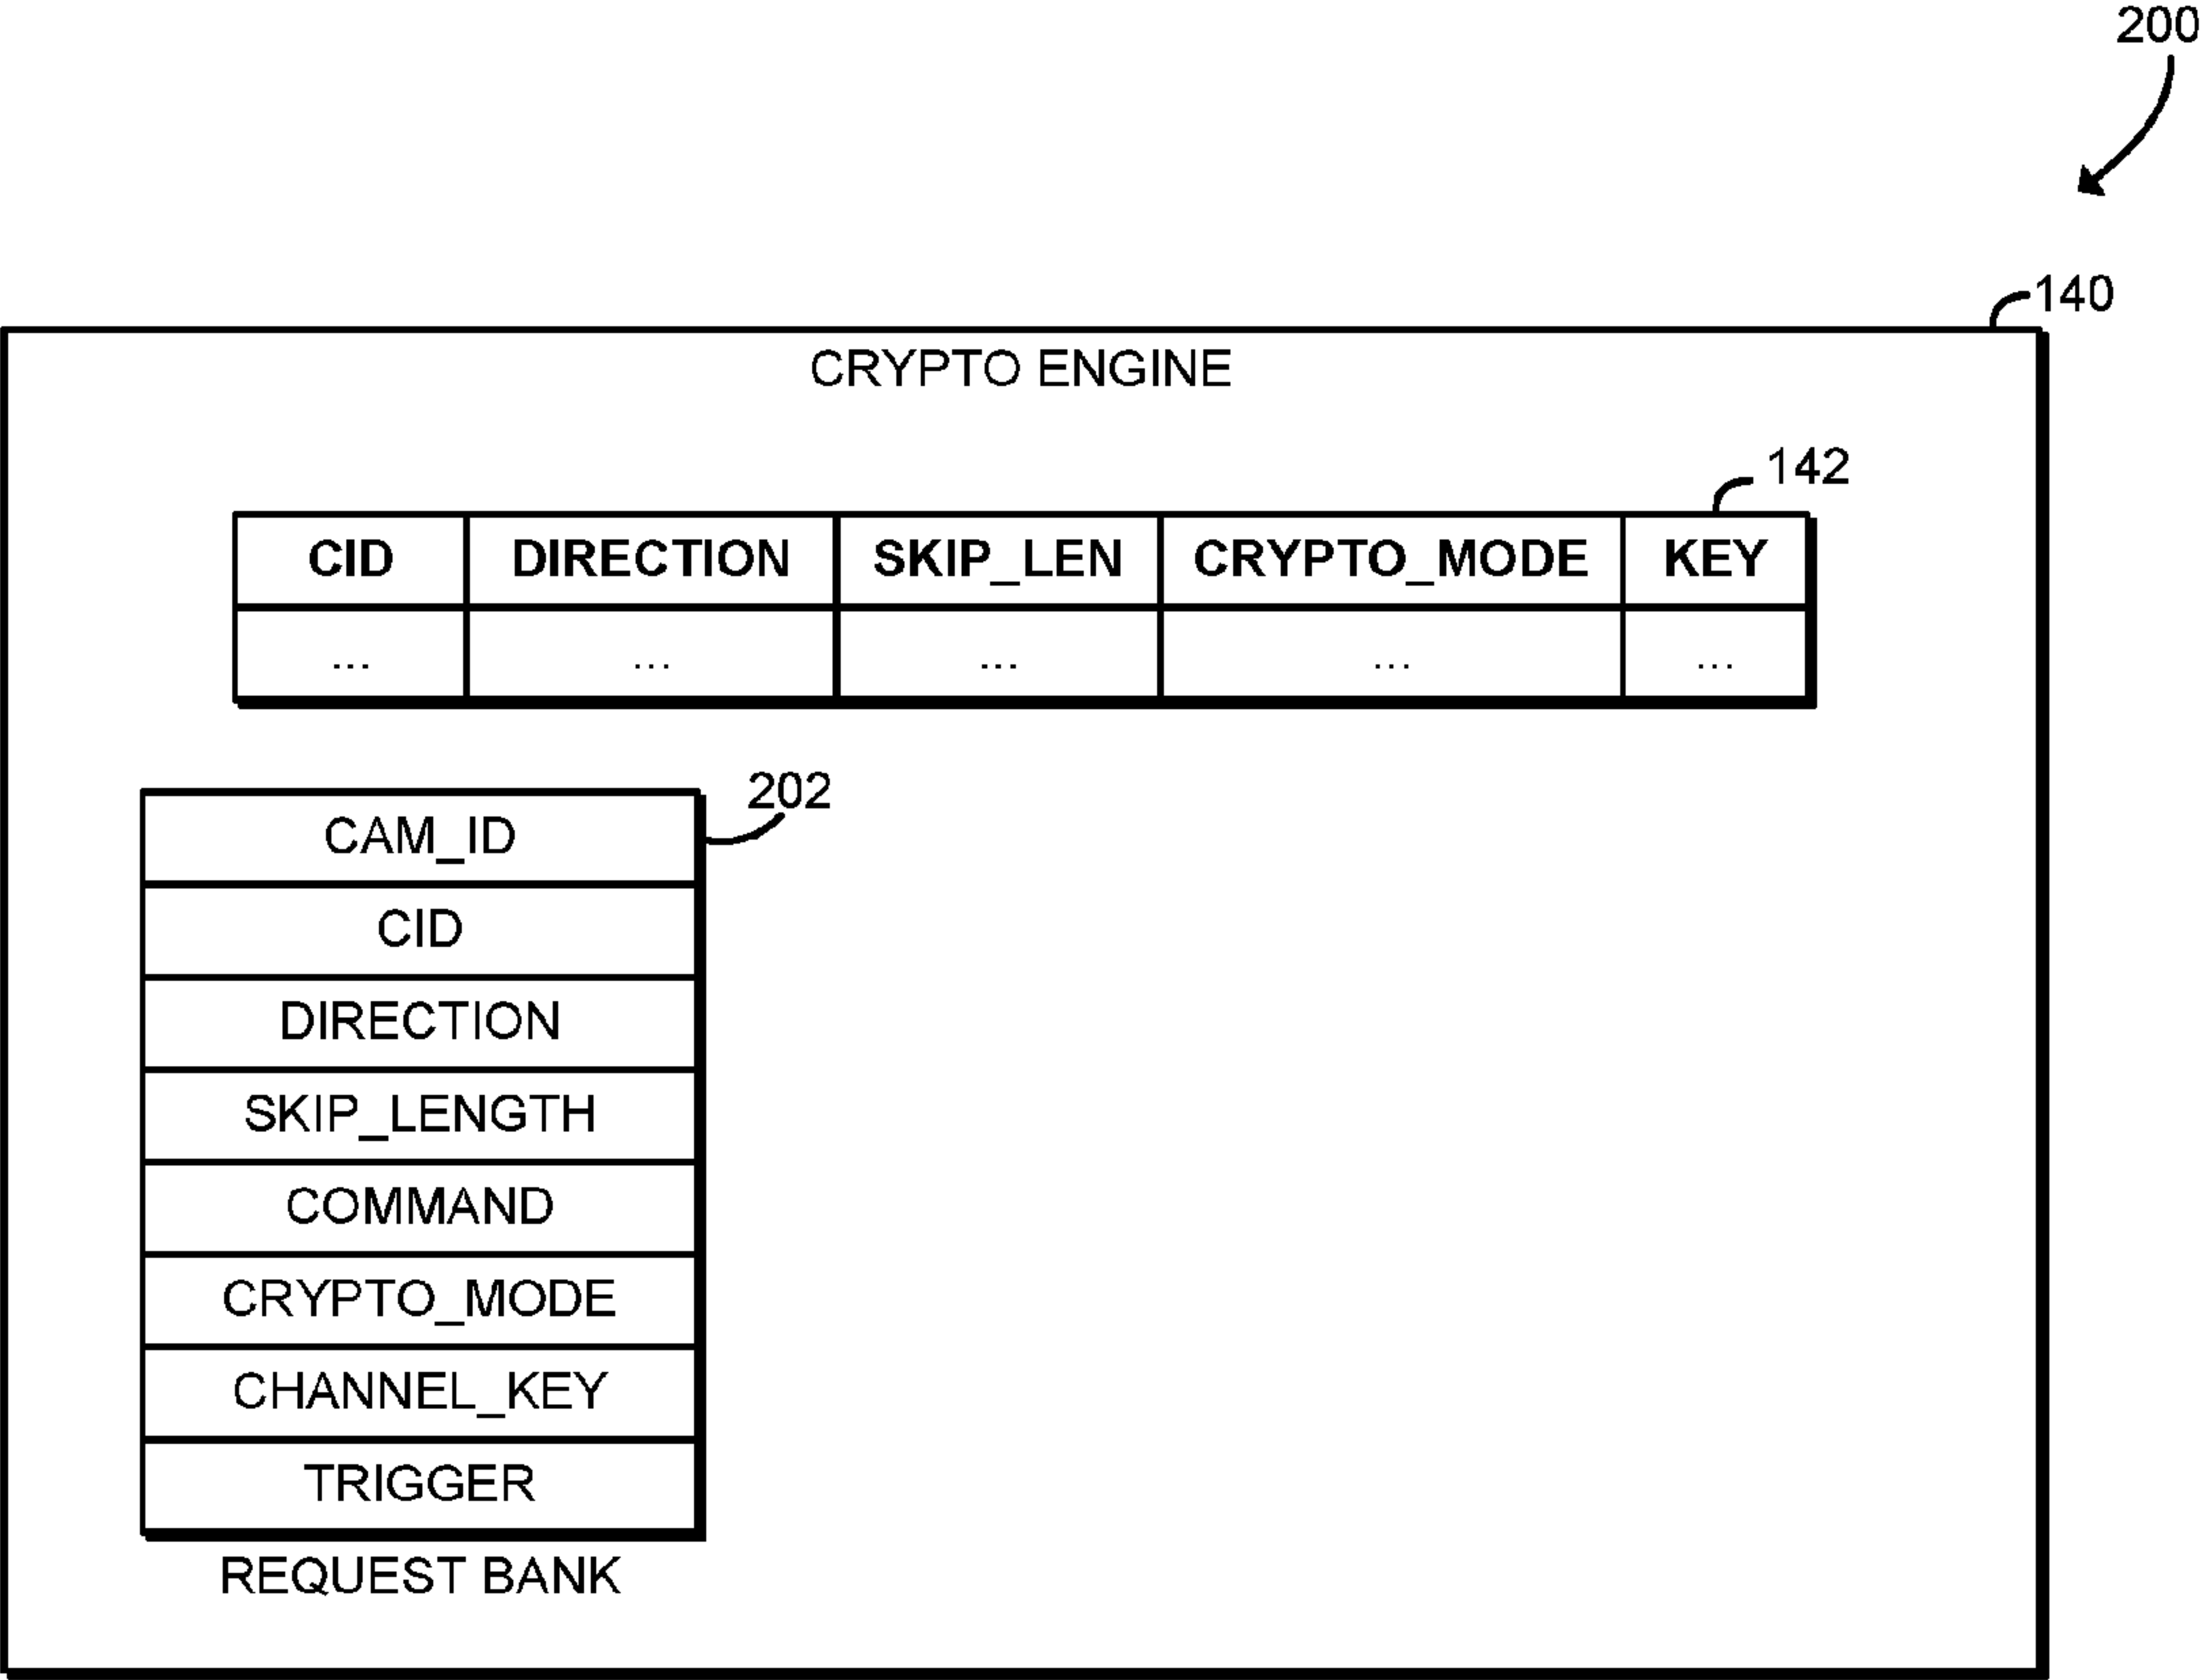 200
140
CRYPTO ENGINE
142
CID DIRECTION SKIP_LEN CRYPTO_MODE KEY
... ... ... ... ...
202
CAM_ID
CID
DIRECTION
SKIP_LENGTH
COMMAND
CRYPTO_MODE
CHANNEL_KEY
TRIGGER
REQUEST BANK